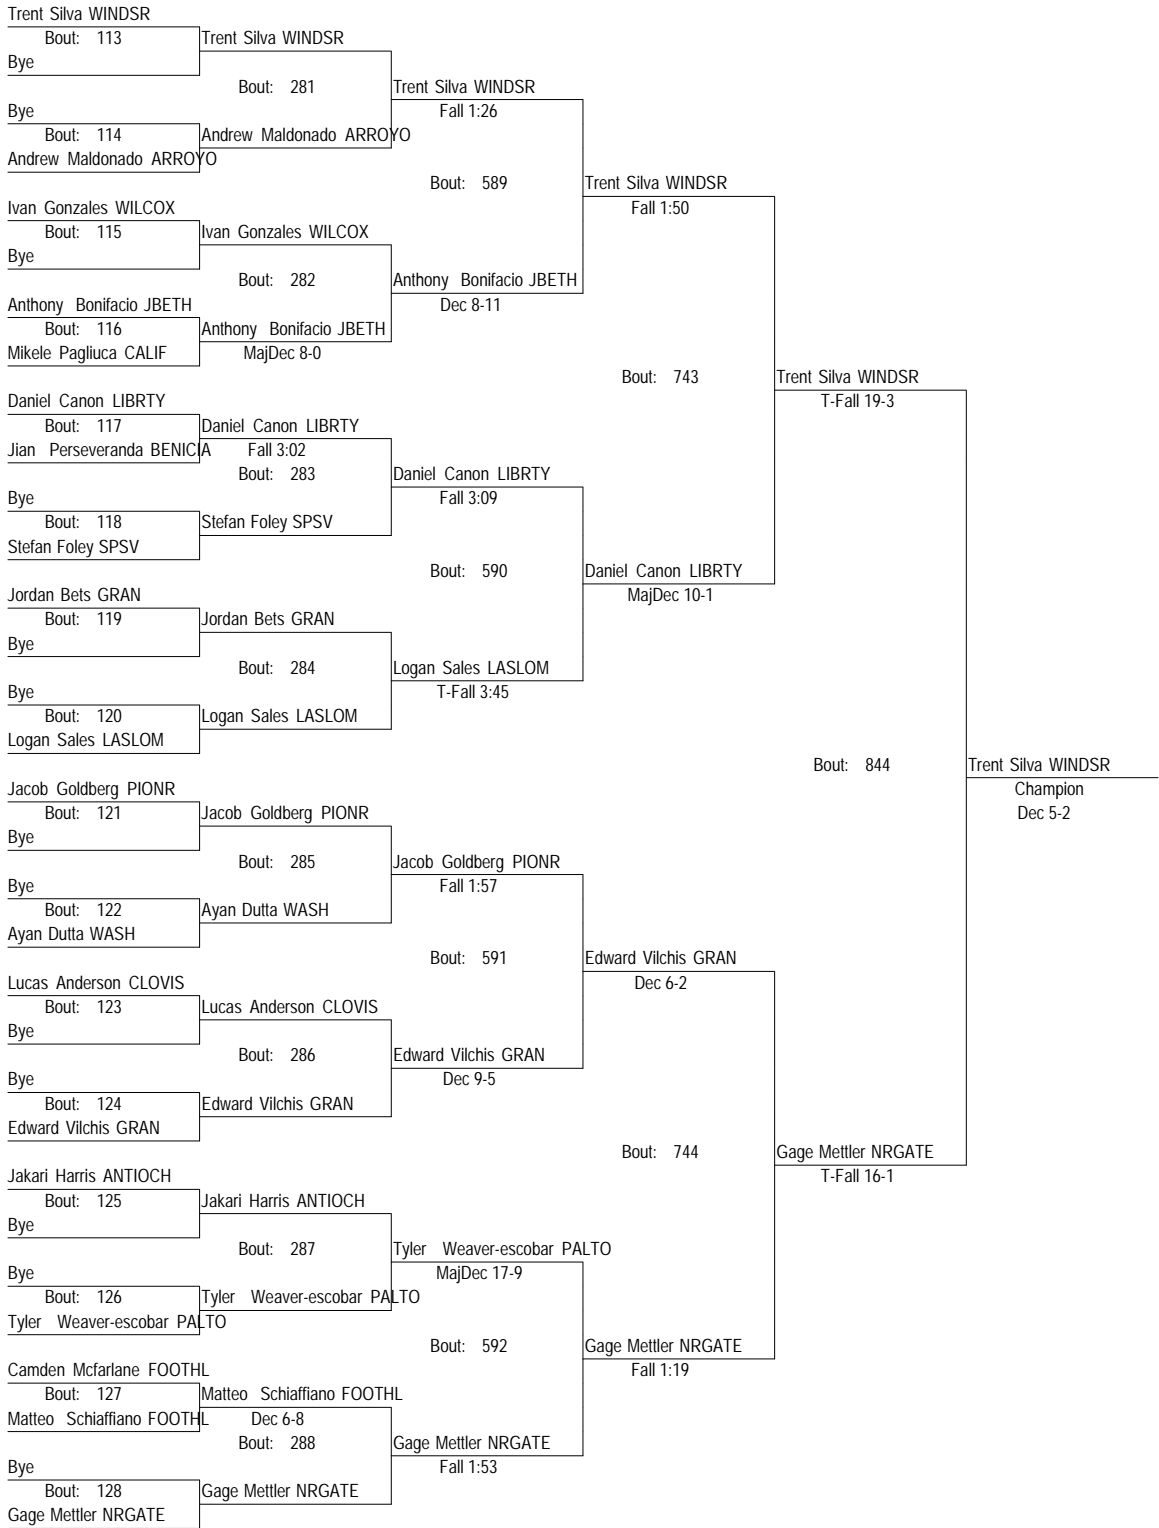 Trent Silva WINDSR
Bout: 113 Trent Silva WINDSR
Bye
Bout: 281 Trent Silva WINDSR
Bye Fall 1:26
Bout: 114 Andrew Maldonado ARROYO
Andrew Maldonado ARROYO
Bout: 589 Trent Silva WINDSR
Ivan Gonzales WILCOX Fall 1:50
Bout: 115 Ivan Gonzales WILCOX
Bye
Bout: 282 Anthony Bonifacio JBETH
Anthony Bonifacio JBETH Dec 8-11
Bout: 116 Anthony Bonifacio JBETH
Mikele Pagliuca CALIF MajDec 8-0
Bout: 743 Trent Silva WINDSR
Daniel Canon LIBRTY T-Fall 19-3
Bout: 117 Daniel Canon LIBRTY
Jian Perseveranda BENICIA Fall 3:02
Bout: 283 Daniel Canon LIBRTY
Bye Fall 3:09
Bout: 118 Stefan Foley SPSV
Stefan Foley SPSV
Bout: 590 Daniel Canon LIBRTY
Jordan Bets GRAN MajDec 10-1
Bout: 119 Jordan Bets GRAN
Bye
Bout: 284 Logan Sales LASLOM
Bye T-Fall 3:45
Bout: 120 Logan Sales LASLOM
Logan Sales LASLOM
Bout: 844 Trent Silva WINDSR
Jacob Goldberg PIONR Champion
Bout: 121 Jacob Goldberg PIONR Dec 5-2
Bye
Bout: 285 Jacob Goldberg PIONR
Bye Fall 1:57
Bout: 122 Ayan Dutta WASH
Ayan Dutta WASH
Bout: 591 Edward Vilchis GRAN
Lucas Anderson CLOVIS Dec 6-2
Bout: 123 Lucas Anderson CLOVIS
Bye
Bout: 286 Edward Vilchis GRAN
Bye Dec 9-5
Bout: 124 Edward Vilchis GRAN
Edward Vilchis GRAN
Bout: 744 Gage Mettler NRGATE
Jakari Harris ANTIOCH T-Fall 16-1
Bout: 125 Jakari Harris ANTIOCH
Bye
Bout: 287 Tyler Weaver-escobar PALTO
Bye MajDec 17-9
Bout: 126 Tyler Weaver-escobar PALTO
Tyler Weaver-escobar PALTO
Bout: 592 Gage Mettler NRGATE
Camden Mcfarlane FOOTHL Fall 1:19
Bout: 127 Matteo Schiaffiano FOOTHL
Matteo Schiaffiano FOOTHL Dec 6-8
Bout: 288 Gage Mettler NRGATE
Bye Fall 1:53
Bout: 128 Gage Mettler NRGATE
Gage Mettler NRGATE